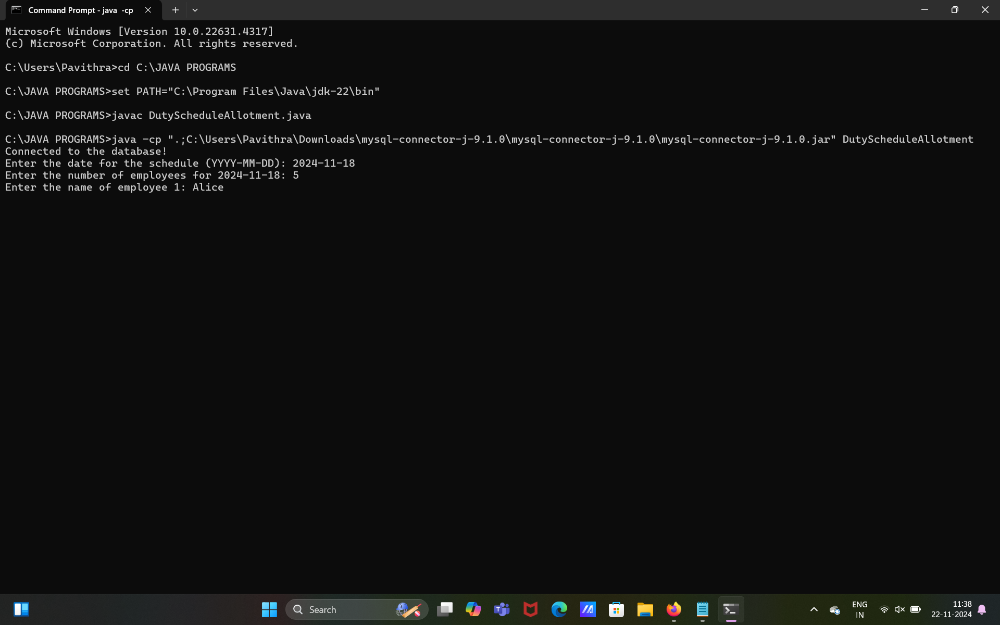 Command Prompt - java  -cp
Microsoft Windows [Version 10.0.22631.4317]
(c) Microsoft Corporation. All rights reserved.
C:\Users\Pavithra>cd C:\JAVA PROGRAMS
C:\JAVA PROGRAMS>set PATH="C:\Program Files\Java\jdk-22\bin"
C:\JAVA PROGRAMS>javac DutyScheduleAllotment.java
C:\JAVA PROGRAMS>java -cp ".;C:\Users\Pavithra\Downloads\mysql-connector-j-9.1.0\mysql-connector-j-9.1.0\mysql-connector-j-9.1.0.jar" DutyScheduleAllotment
Connected to the database!
Enter the date for the schedule (YYYY-MM-DD): 2024-11-18
Enter the number of employees for 2024-11-18: 5
Enter the name of employee 1: Alice
Search
ENG
IN
11:38
22-11-2024